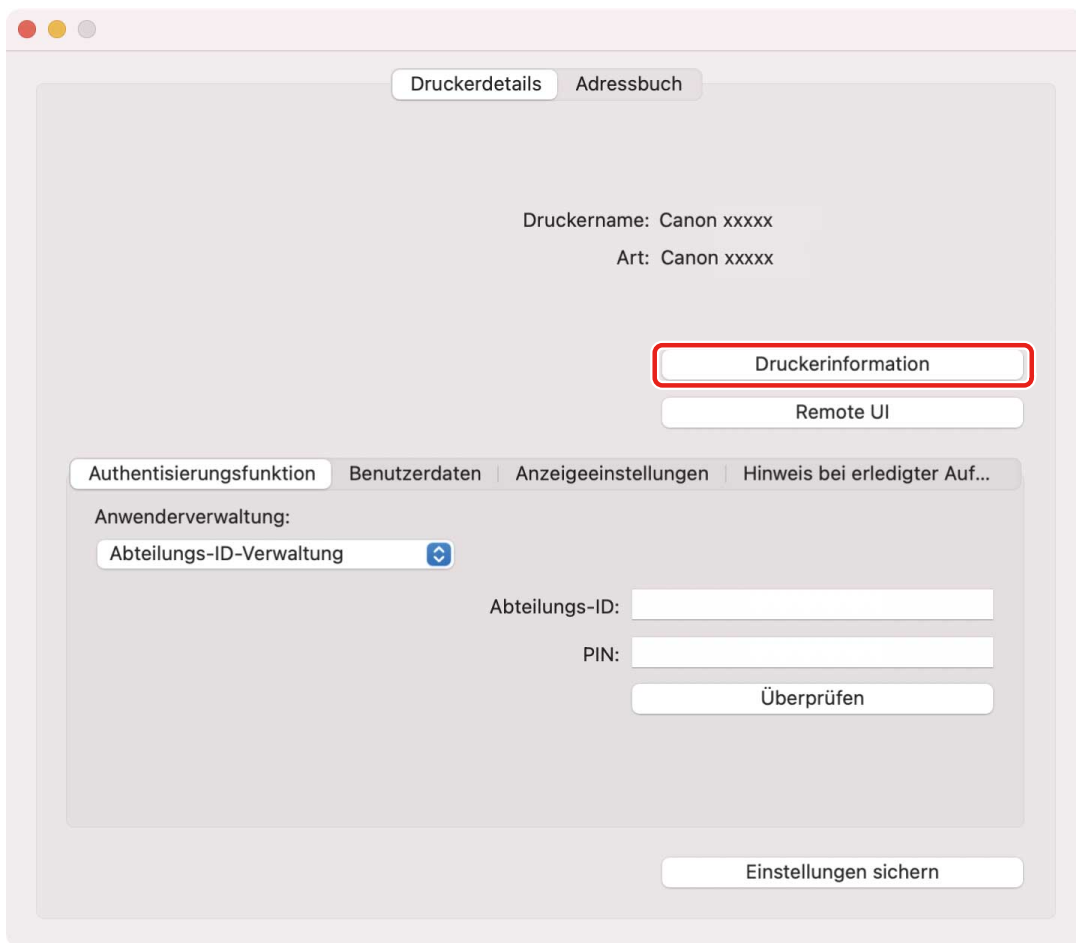 Druckerdetails Adressbuch
Druckername: Canon xxxxx
Art: Canon xxxxx
Druckerinformation
Remote UI
Authentisierungsfunktion Benutzerdaten Anzeigeeinstellungen Hinweis bei erledigter Auf...
Anwenderverwaltung:
Abteilungs-ID-Verwaltung
Abteilungs-ID:
PIN:
Überprüfen
Einstellungen sichern